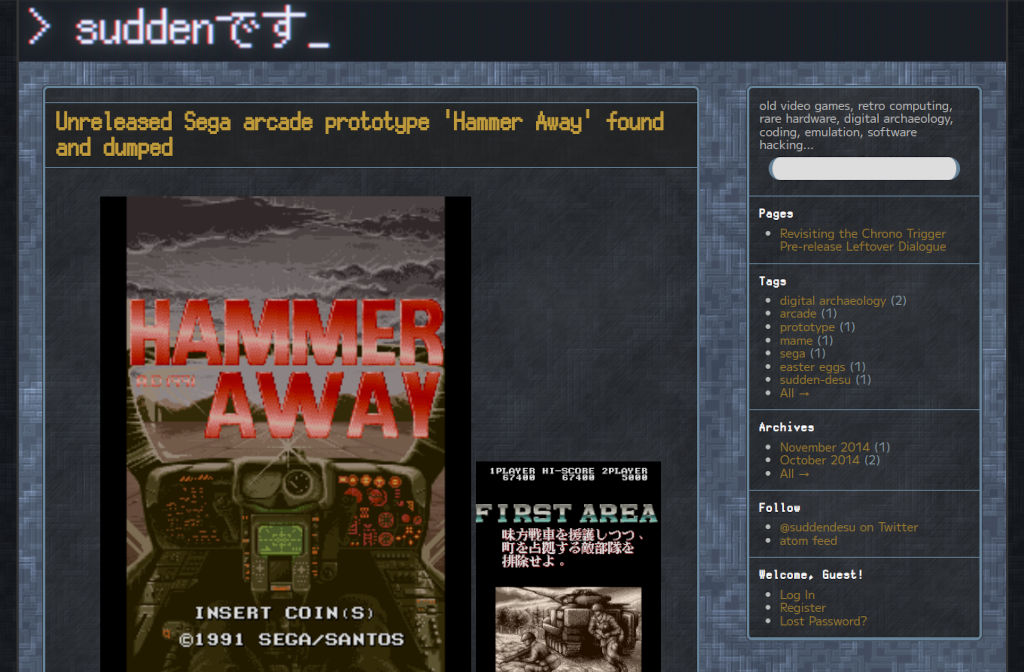 > suddenです_
Unreleased Sega arcade prototype 'Hammer Away' found
and dumped
HAMMER
AWAY
INSERT COIN(S)
©1991 SEGA/SANTOS
1PLAYER HI-SCORE 2PLAYER
67400 67400 5000
FIRST AREA
味方戦車を援護しつつ、
町を占拠する敵部隊を
排除せよ。
old video games, retro computing,
rare hardware, digital archaeology,
coding, emulation, software
hacking...
Pages
Revisiting the Chrono Trigger
Pre-release Leftover Dialogue
Tags
digital archaeology (2)
arcade (1)
prototype (1)
mame (1)
sega (1)
easter eggs (1)
sudden-desu (1)
All →
Archives
November 2014 (1)
October 2014 (2)
All →
Follow
@suddendesu on Twitter
atom feed
Welcome, Guest!
Log In
Register
Lost Password?